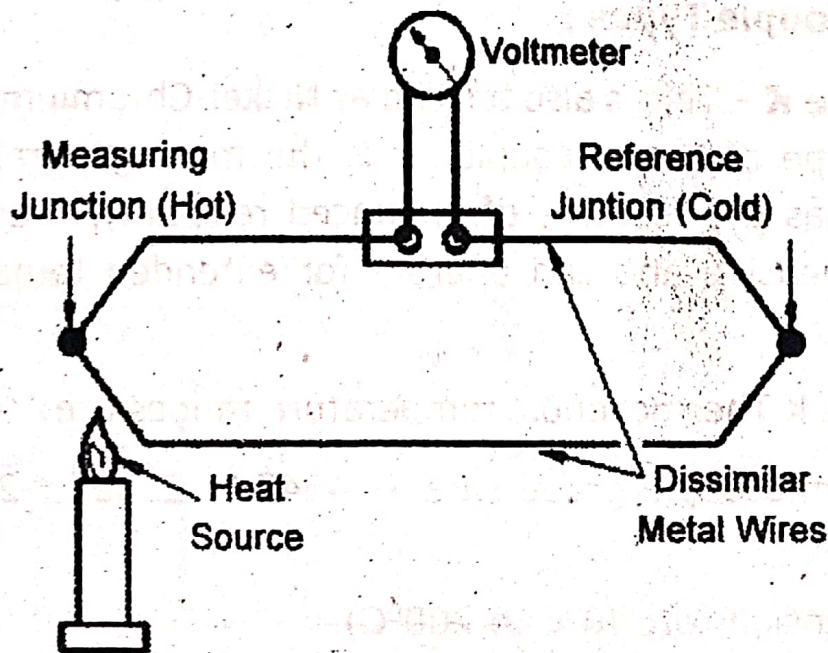 Voltmeter
Measuring
Junction (Hot)
Reference
Juntion (Cold)
Heat
Source
Dissimilar
Metal Wires